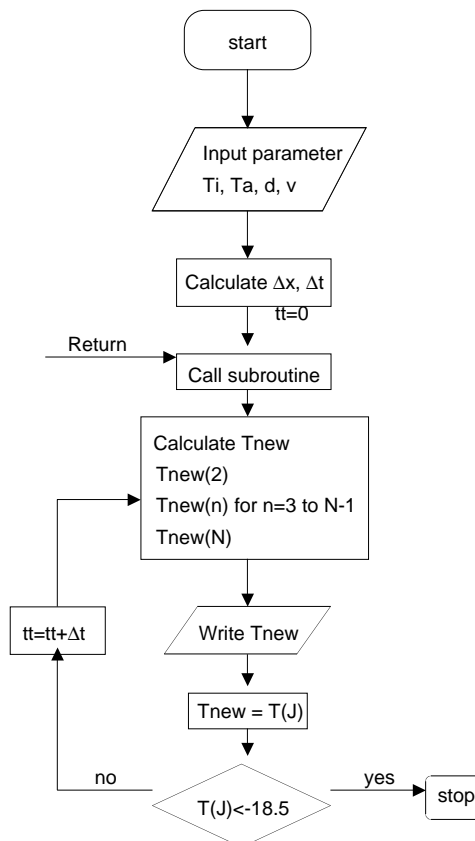 start
Input parameter
Ti, Ta, d, v
Calculate Δx, Δt
tt=0
Return
Call subroutine
Calculate Tnew
Tnew(2)
Tnew(n) for n=3 to N-1
Tnew(N)
tt=tt+Δt
Write Tnew
Tnew = T(J)
no
yes
T(J)<-18.5
stop